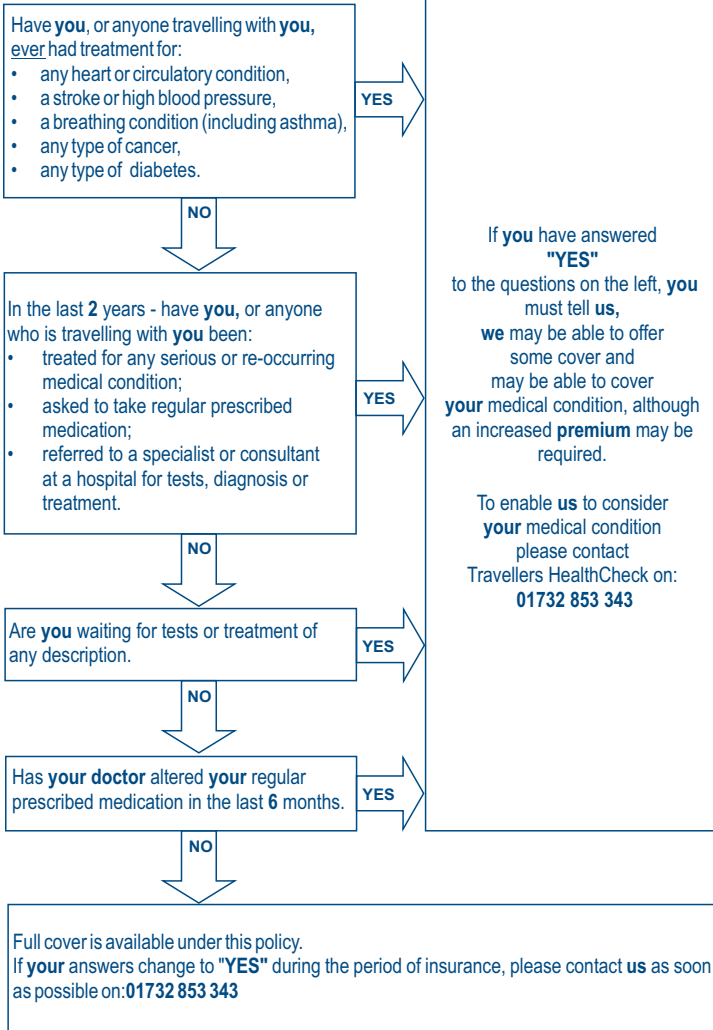 Have you, or anyone travelling with you,
ever had treatment for:
• any heart or circulatory condition,
• a stroke or high blood pressure,
• a breathing condition (including asthma),
• any type of cancer,
• any type of diabetes.
YES
NO
In the last 2 years - have you, or anyone
who is travelling with you been:
• treated for any serious or re-occurring
medical condition;
• asked to take regular prescribed
medication;
• referred to a specialist or consultant
at a hospital for tests, diagnosis or
treatment.
YES
NO
Are you waiting for tests or treatment of
any description.
YES
NO
Has your doctor altered your regular
prescribed medication in the last 6 months.
YES
NO
If you have answered
"YES"
to the questions on the left, you
must tell us,
we may be able to offer
some cover and
may be able to cover
your medical condition, although
an increased premium may be
required.
To enable us to consider
your medical condition
please contact
Travellers HealthCheck on:
01732 853 343
Full cover is available under this policy.
If your answers change to "YES" during the period of insurance, please contact us as soon
as possible on:01732 853 343